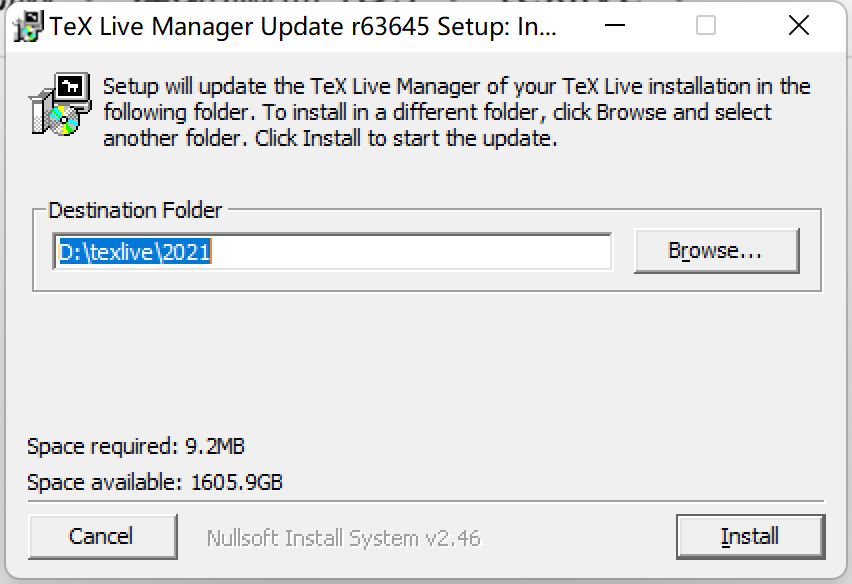 TeX Live Manager Update r63645 Setup: In...
Setup will update the TeX Live Manager of your TeX Live installation in the
following folder. To install in a different folder, click Browse and select
another folder. Click Install to start the update.
Destination Folder
D:\texlive\2021
Browse...
Space required: 9.2MB
Space available: 1605.9GB
Cancel
Nullsoft Install System v2.46
Install